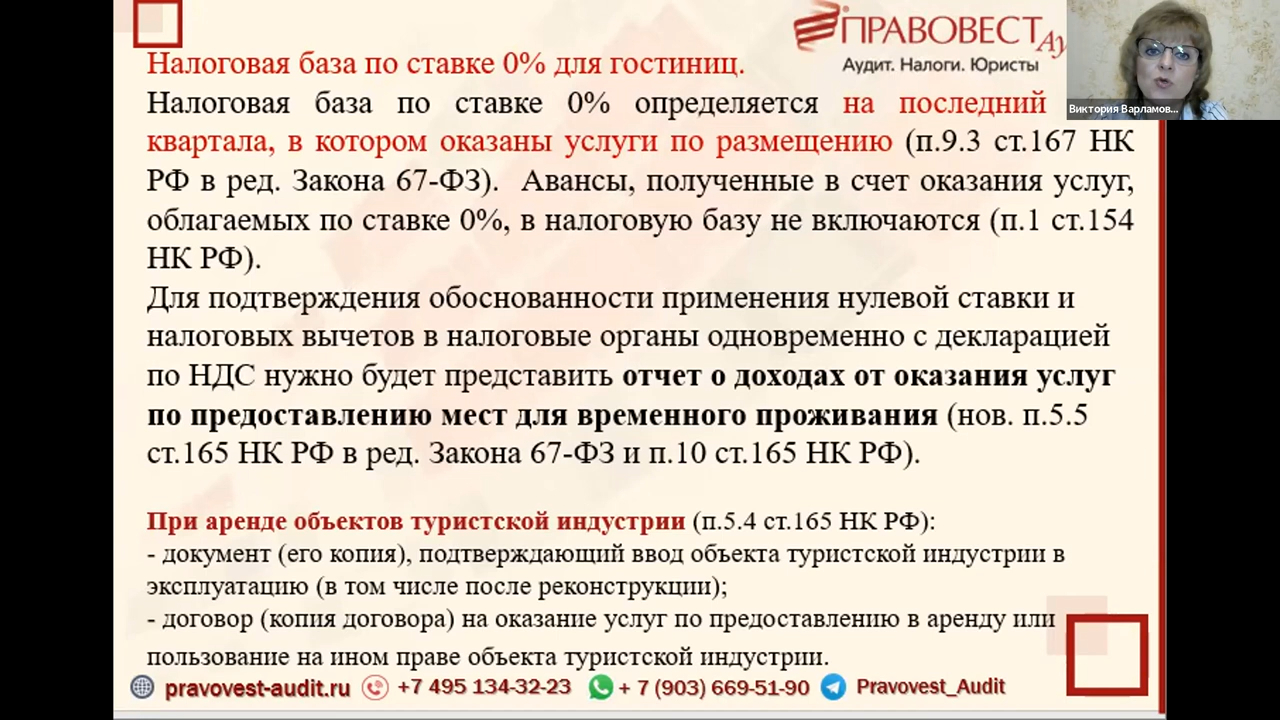 ПРАВОВЕСТ Ау
Аудит. Налоги. Юристы
Виктория Варламов...
Налоговая база по ставке 0% для гостиниц.
Налоговая база по ставке 0% определяется на последний
квартала, в котором оказаны услуги по размещению (п.9.3 ст.167 НК
РФ в ред. Закона 67-ФЗ). Авансы, полученные в счет оказания услуг,
облагаемых по ставке 0%, в налоговую базу не включаются (п.1 ст.154
НК РФ).
Для подтверждения обоснованности применения нулевой ставки и
налоговых вычетов в налоговые органы одновременно с декларацией
по НДС нужно будет представить отчет о доходах от оказания услуг
по предоставлению мест для временного проживания (нов. п.5.5
ст.165 НК РФ в ред. Закона 67-ФЗ и п.10 ст.165 НК РФ).
При аренде объектов туристской индустрии (п.5.4 ст.165 НК РФ):
- документ (его копия), подтверждающий ввод объекта туристской индустрии в
эксплуатацию (в том числе после реконструкции);
- договор (копия договора) на оказание услуг по предоставлению в аренду или
пользование на ином праве объекта туристской индустрии.
pravovest-audit.ru +7 495 134-32-23 + 7 (903) 669-51-90 Pravovest_Audit